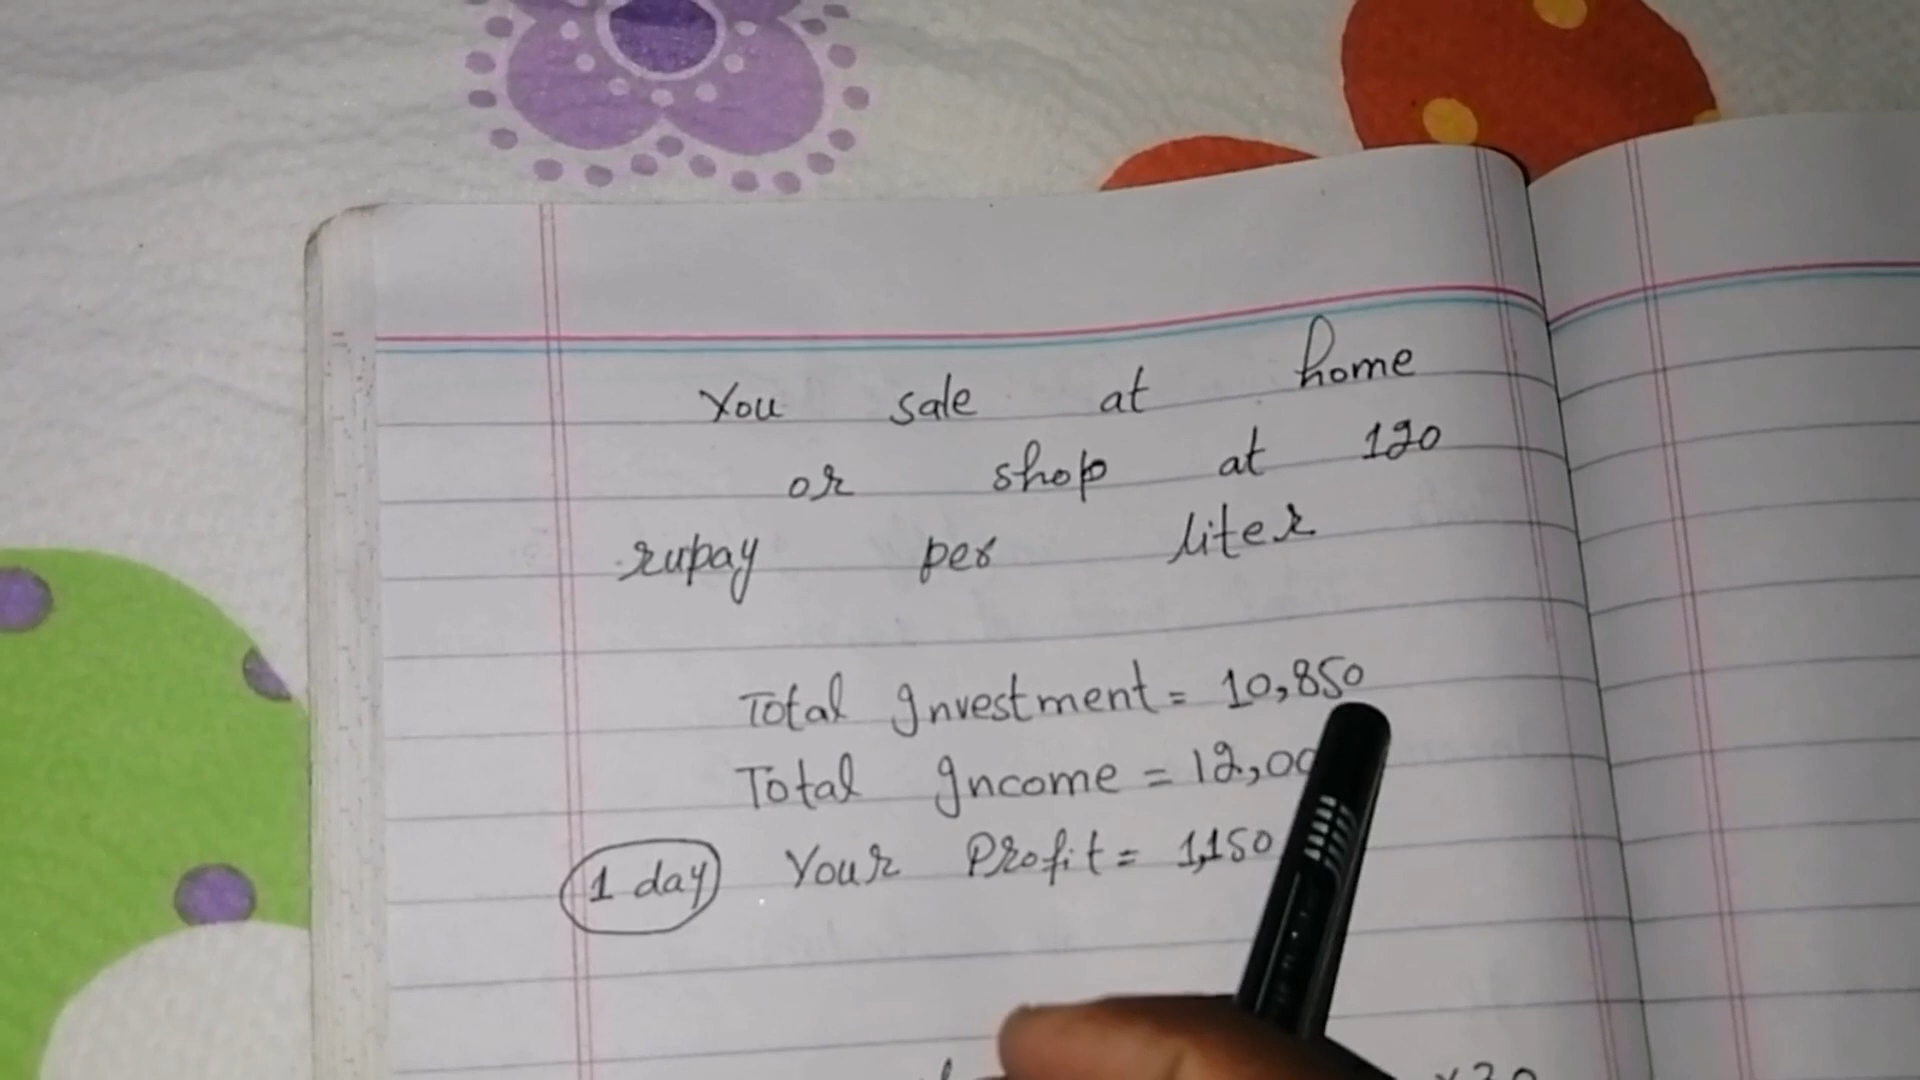 You sale at home
or shop at 120
rupay per liter
Total Investment = 10,850
Total Income = 12,00
1 day Your Profit = 1,150